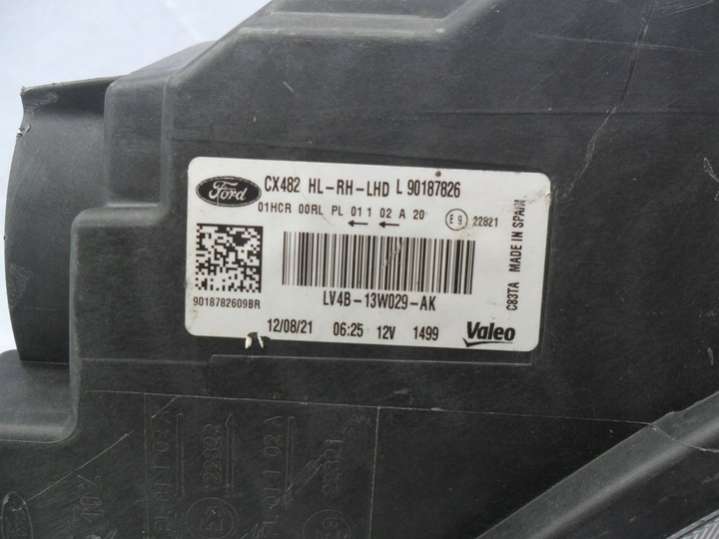 Ford
CX482 HL-RH-LHD L 90187826
01HCR 00RL PL 01 1 02 A 20 E9 22821
LV4B-13W029-AK
9018782609BR
12/08/21 06:25 12V 1499 Valeo
C83TA MADE IN SPAIN